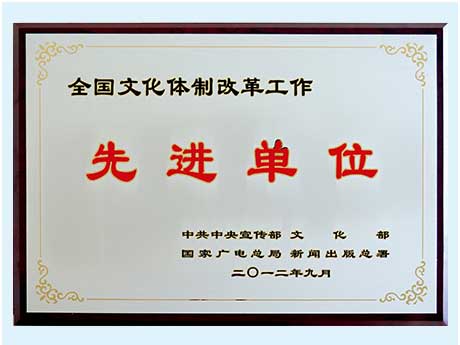 全国文化体制改革工作
先进单位
中共中央宣传部 文化部
国家广电总局 新闻出版总署
二〇一二年九月